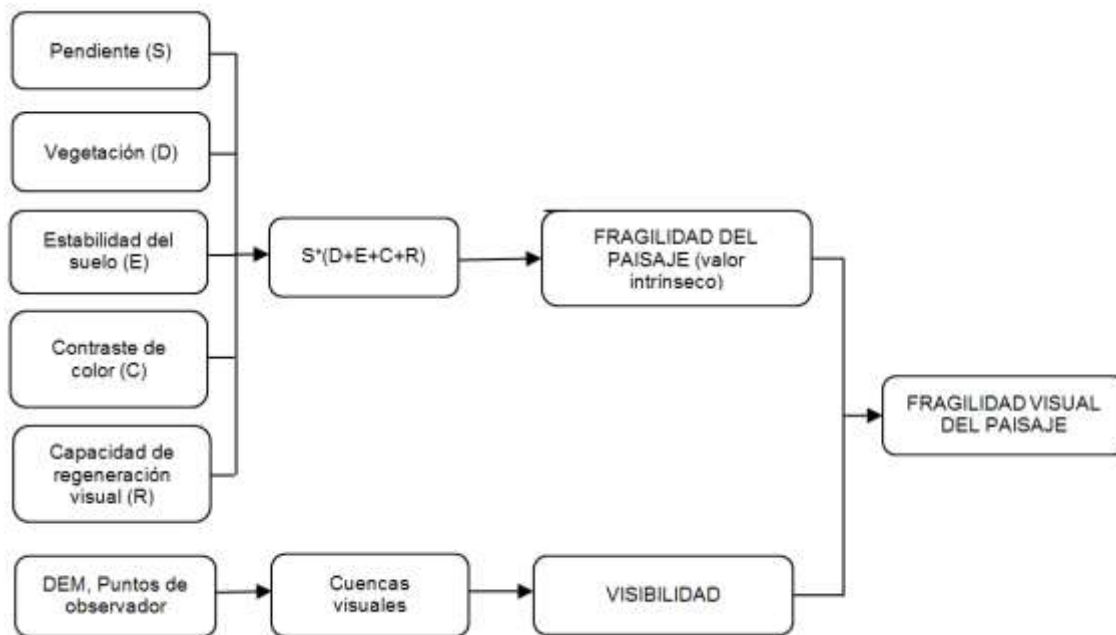 Pendiente (S)
Vegetación (D)
Estabilidad del
suelo (E)
Contraste de
color (C)
Capacidad de
regeneración
visual (R)
S*(D+E+C+R)
FRAGILIDAD DEL
PAISAJE (valor
intrínseco)
FRAGILIDAD VISUAL
DEL PAISAJE
DEM, Puntos de
observador
Cuencas
visuales
VISIBILIDAD